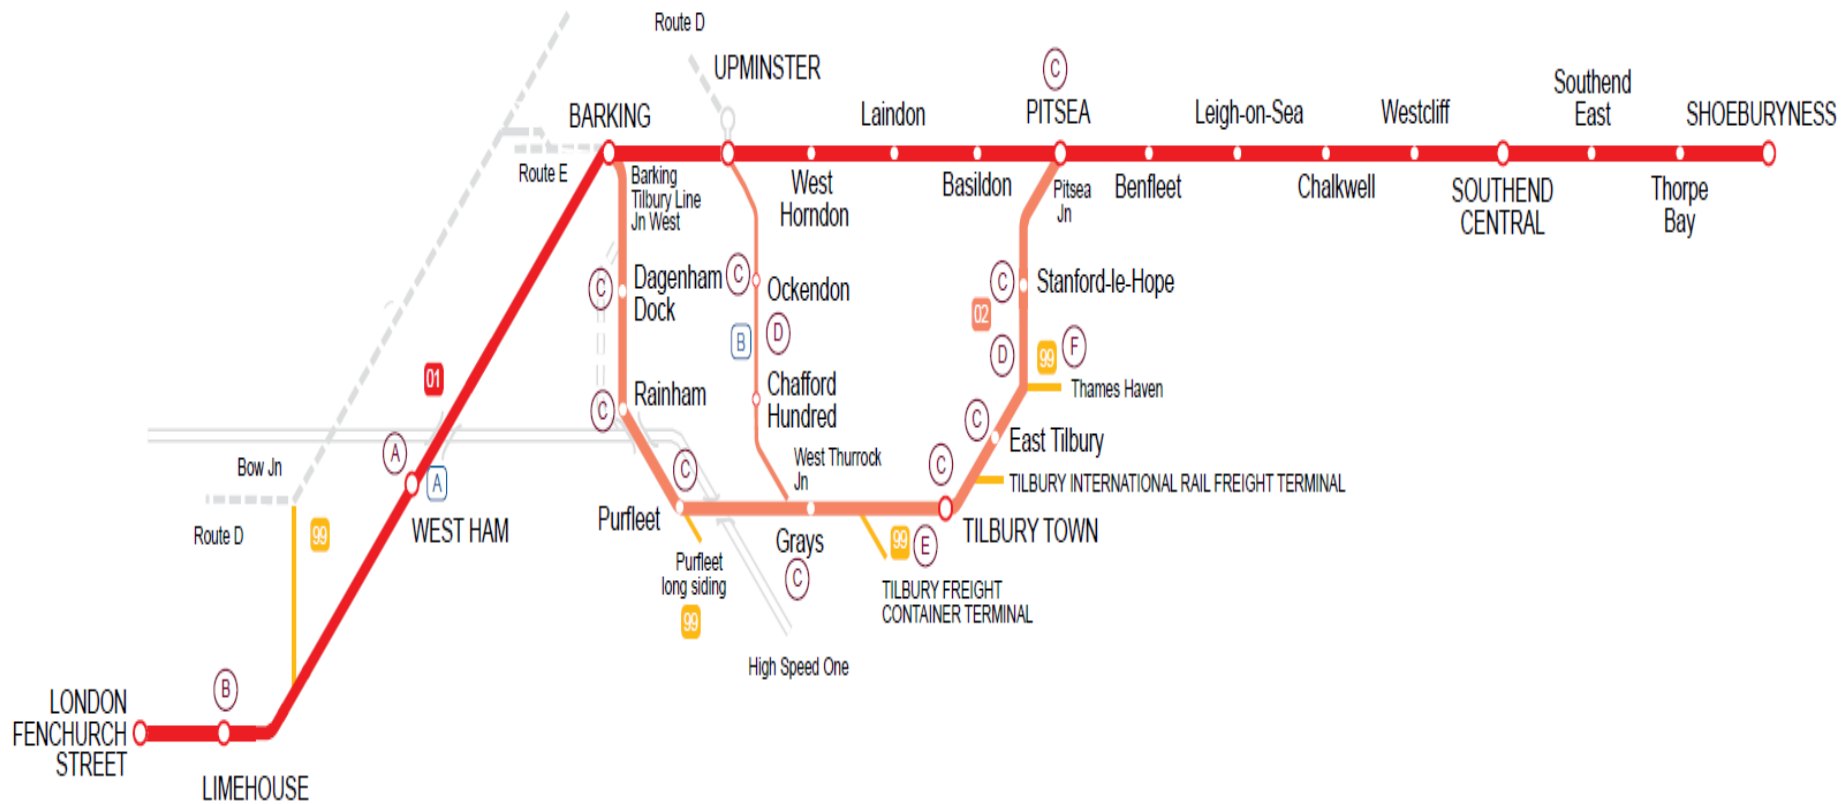 Route D
UPMINSTER
C
BARKING
Laindon
PITSEA
Leigh-on-Sea
Westcliff
Southend
East
SHOEBURYNESS
Route E
Barking
Tilbury Line
Jn West
West
Horndon
Basildon
Pitsea
Jn
Benfleet
Chalkwell
SOUTHEND
CENTRAL
Thorpe
Bay
C
Dagenham
Dock
C
Ockendon
C
Stanford-le-Hope
02
B
D
D
99
F
01
Chafford
Hundred
Thames Haven
C
Rainham
C
East Tilbury
A
A
Bow Jn
C
West Thurrock
Jn
C
TILBURY INTERNATIONAL RAIL FREIGHT TERMINAL
Route D
99
WEST HAM
Purfleet
Grays
C
99
E
TILBURY TOWN
Purfleet
long siding
99
TILBURY FREIGHT
CONTAINER TERMINAL
High Speed One
B
LONDON
FENCHURCH
STREET
LIMEHOUSE